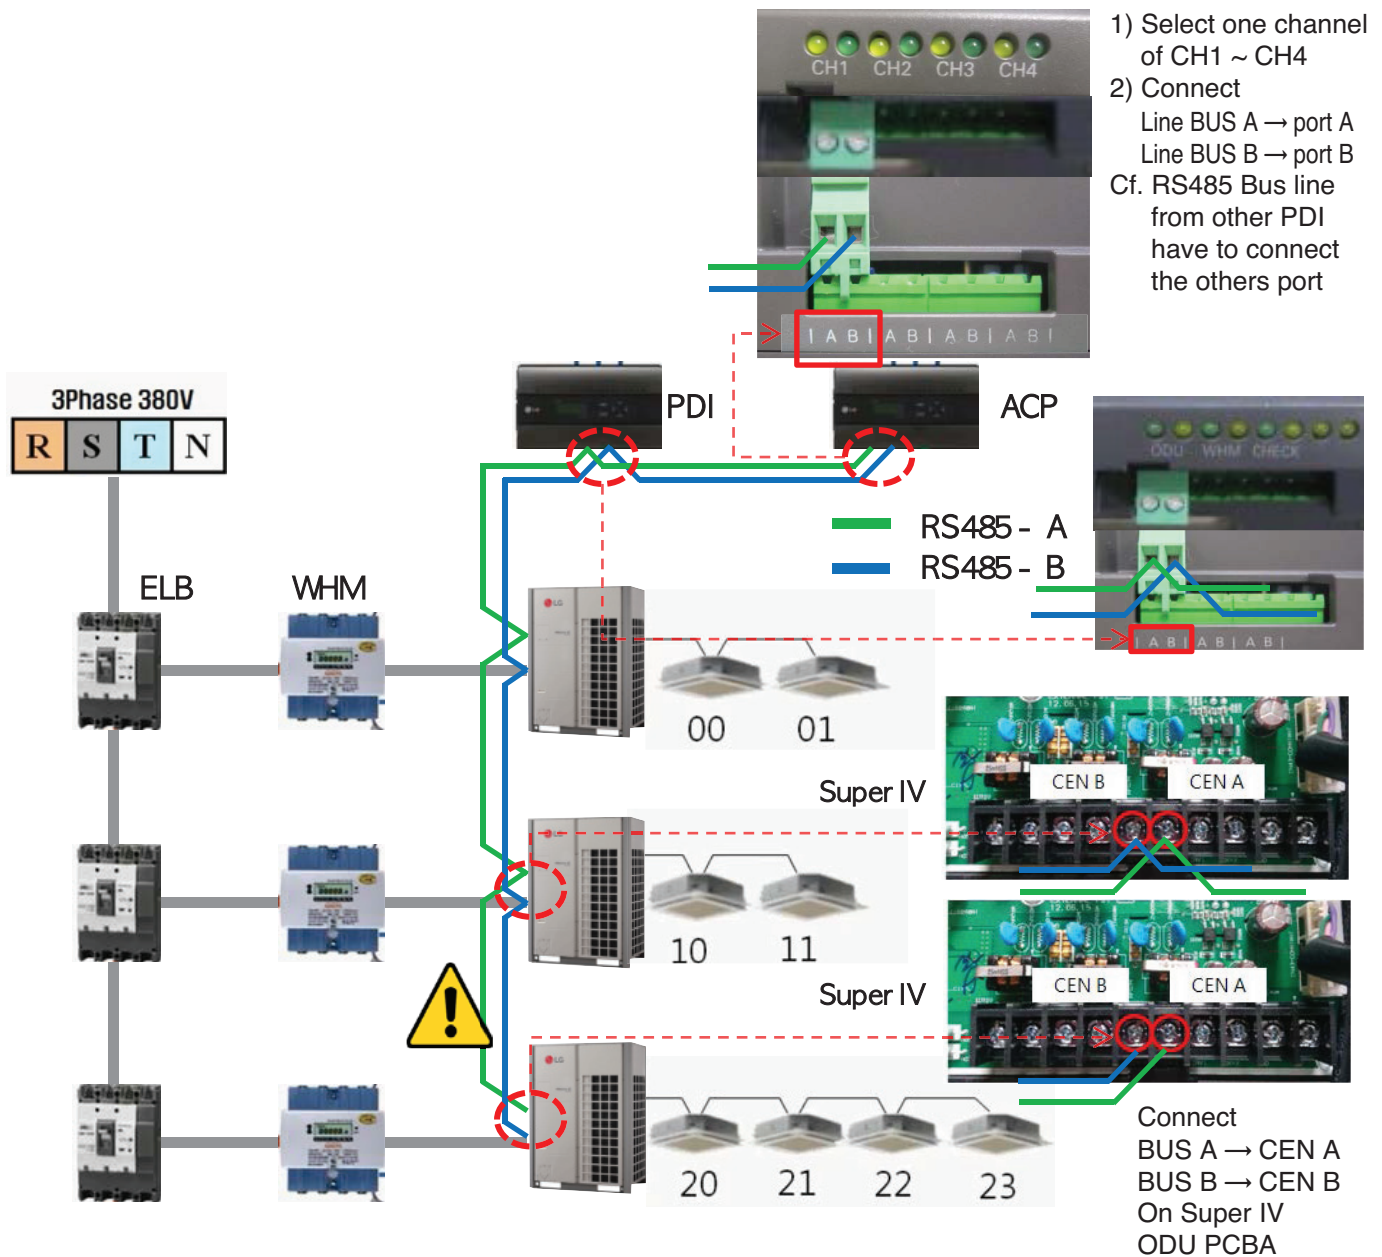 CH1 CH2 CH3 CH4
1) Select one channel
of CH1 ~ CH4
2) Connect
Line BUS A → port A
Line BUS B → port B
Cf. RS485 Bus line
from other PDI
have to connect
the others port
| A B | A B | A B | A B |
3Phase 380V
R S T N
PDI
ACP
ODU WHM CHECK
RS485 - A
RS485 - B
ELB
WHM
| A B | A B | A B |
LG
00 01
Super IV
CEN B CEN A
LG
10 11
Super IV
CEN B CEN A
LG
20 21 22 23
Connect
BUS A → CEN A
BUS B → CEN B
On Super IV
ODU PCBA